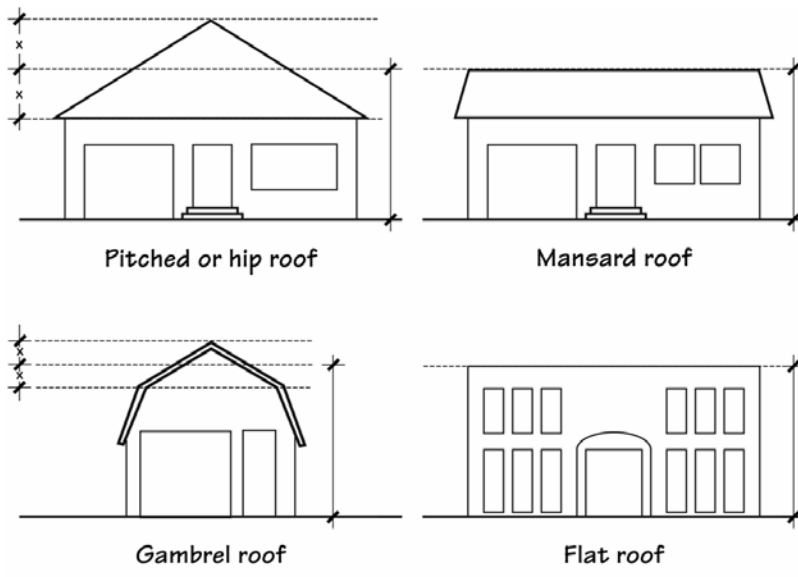 x
x
Pitched or hip roof
Mansard roof
x
x
Gambrel roof
Flat roof